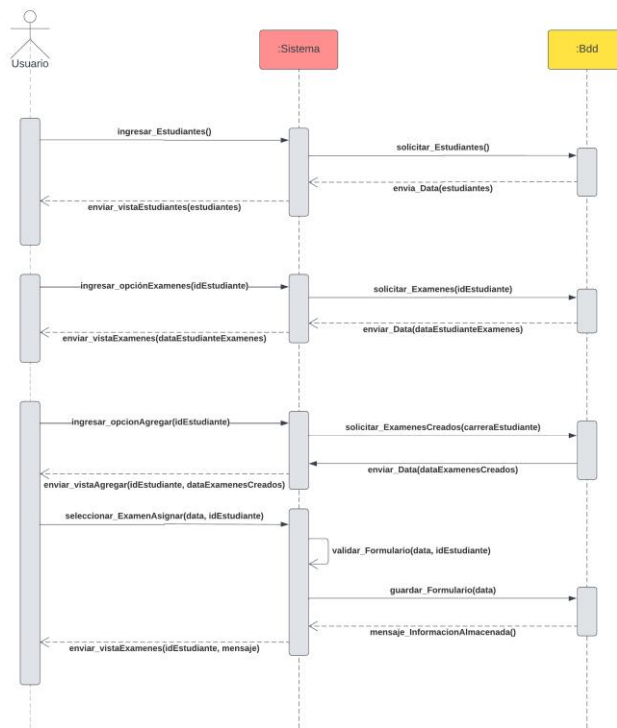 Usuario
:Sistema
:Bdd
ingresar_Estudiantes()
solicitar_Estudiantes()
envia_Data(estudiantes)
enviar_vistaEstudiantes(estudiantes)
ingresar_opciónExamenes(idEstudiante)
solicitar_Examenes(idEstudiante)
enviar_Data(dataEstudianteExamenes)
enviar_vistaExamenes(dataEstudianteExamenes)
ingresar_opcionAgregar(idEstudiante)
solicitar_ExamenesCreados(carreraEstudiante)
enviar_Data(dataExamenesCreados)
enviar_vistaAgregar(idEstudiante, dataExamenesCreados)
seleccionar_ExamenAsignar(data, idEstudiante)
validar_Formulario(data, idEstudiante)
guardar_Formulario(data)
mensaje_InformacionAlmacenada()
enviar_vistaExamenes(idEstudiante, mensaje)